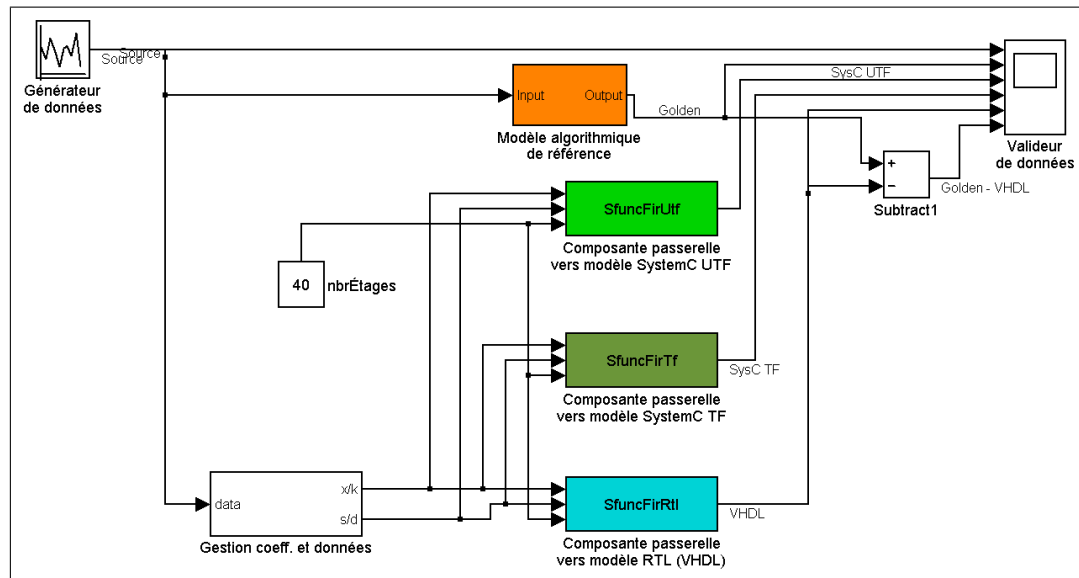 Source
Source
Générateur
de données
Input
Output
Modèle algorithmique
de référence
Golden
SysC UTF
Valideur
de données
+
−
Subtract1
Golden - VHDL
SfuncFirUtf
Composante passerelle
vers modèle SystemC UTF
40
nbrÉtages
SfuncFirTf
Composante passerelle
vers modèle SystemC TF
SysC TF
data
x/k
s/d
Gestion coeff. et données
SfuncFirRtl
Composante passerelle
vers modèle RTL (VHDL)
VHDL